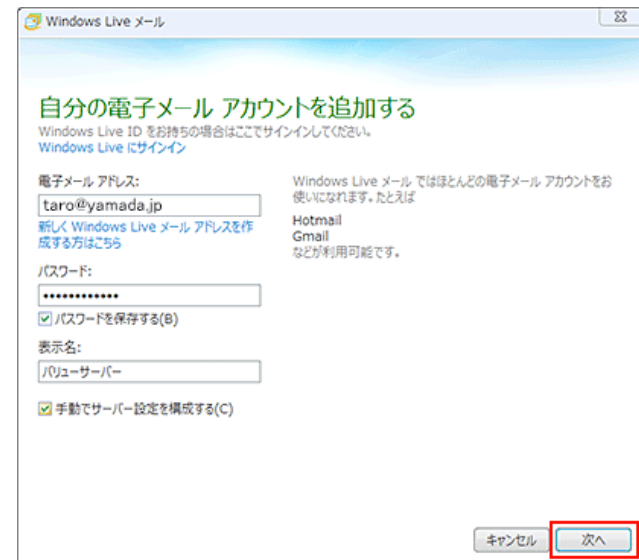 Windows Live メール
自分の電子メール アカウントを追加する
Windows Live ID をお持ちの場合はここでサインインしてください。
Windows Live にサインイン
電子メール アドレス:
taro@yamada.jp
新しく Windows Live メール アドレスを作
成する方はこちら
パスワード:
••••••••••••
パスワードを保存する(B)
表示名:
バリューサーバー
手動でサーバー設定を構成する(C)
Windows Live メール ではほとんどの電子メール アカウントをお
使いになれます。たとえば
Hotmail
Gmail
などが利用可能です。
キャンセル
次へ